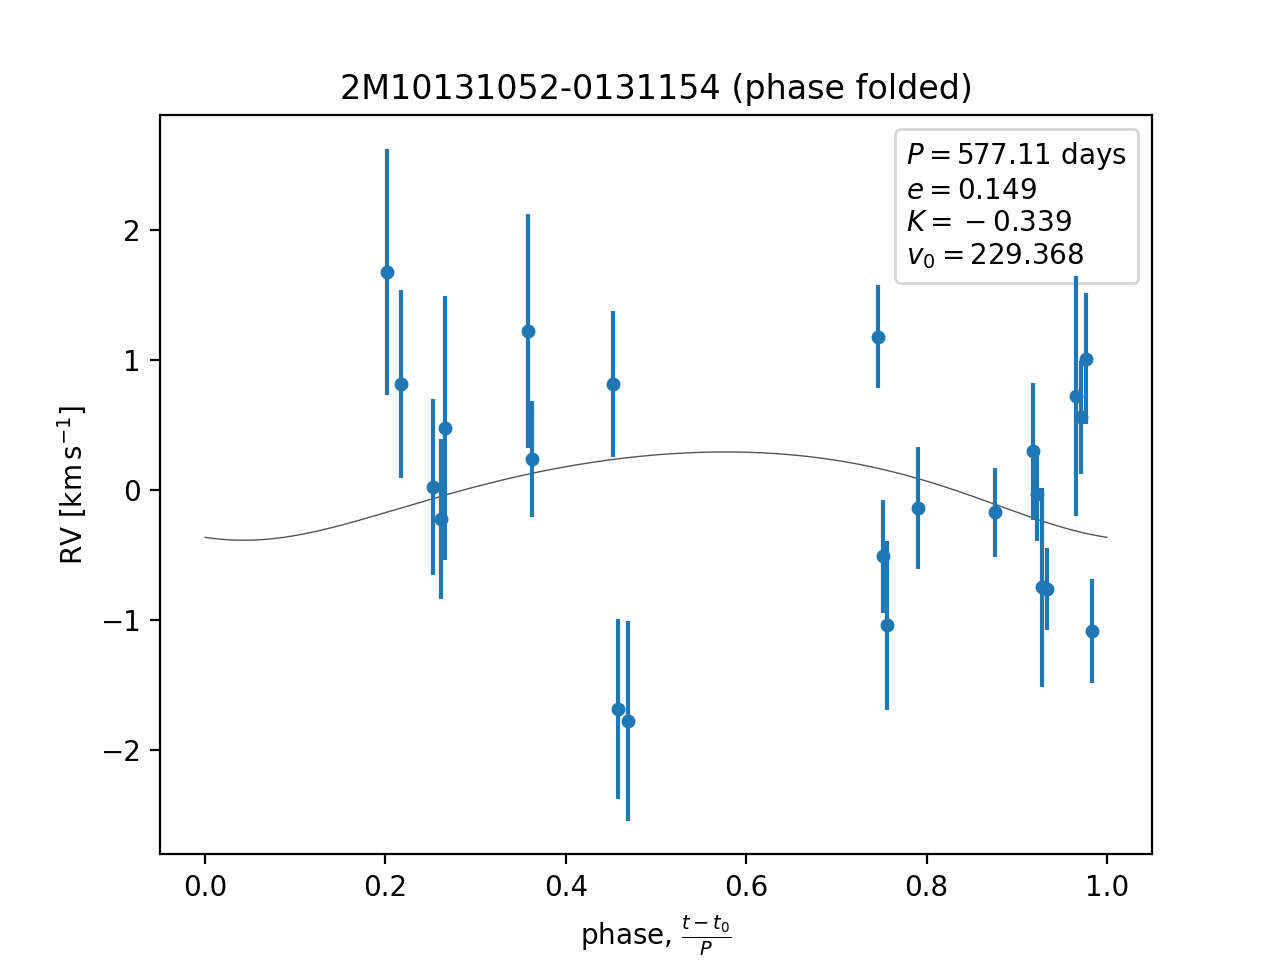 2M10131052-0131154 (phase folded)
P = 577.11 days
e = 0.149
K = −0.339
v₀ = 229.368
RV [km s⁻¹]
2
1
0
−1
−2
0.0 0.2 0.4 0.6 0.8 1.0
phase, (t − t₀)/P